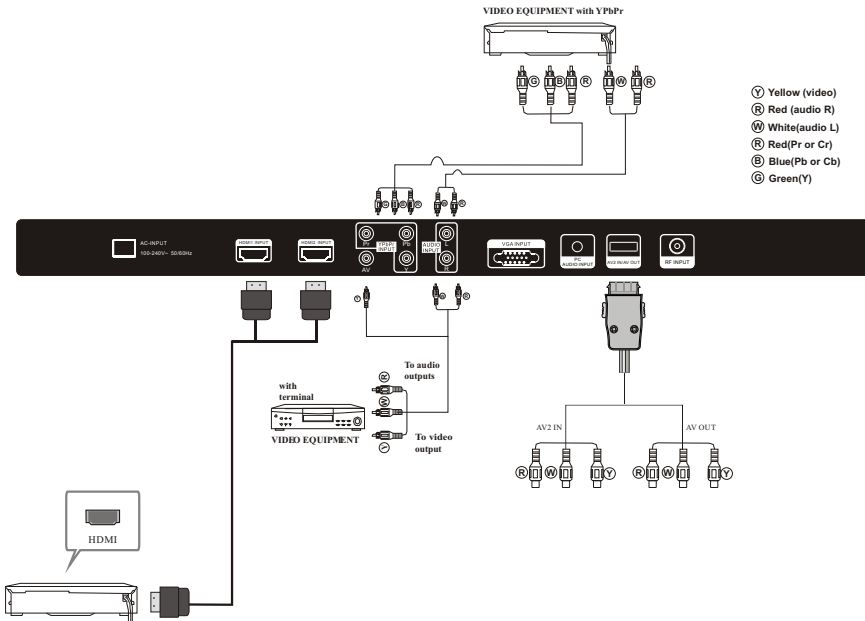 VIDEO EQUIPMENT with YPbPr
G B R W R
Y Yellow (video)
R Red (audio R)
W White(audio L)
R Red(Pr or Cr)
B Blue(Pb or Cb)
G Green(Y)
G B R W R
AC-INPUT
100-240V~ 50/60Hz
HDMI1 INPUT
HDMI2 INPUT
Pr
Pb
YPbPr
INPUT
AV
Y
AUDIO
INPUT
L
R
VGA INPUT
PC
AUDIO INPUT
AV2 IN/AV OUT
RF INPUT
Y W R
To audio
outputs
with
terminal
R
W
Y
VIDEO EQUIPMENT
To video
output
AV2 IN
AV OUT
R W Y
R W Y
HDMI